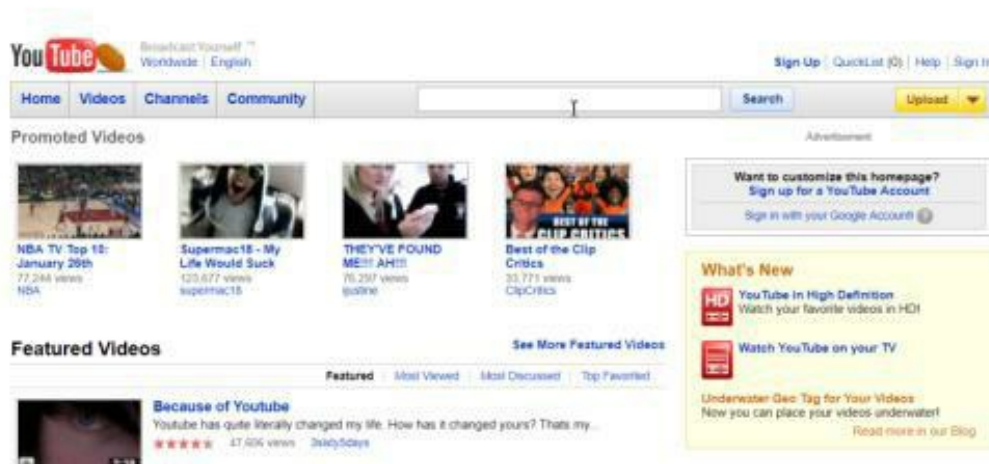 YouTube
Broadcast Yourself ™
Worldwide | English
Sign Up | QuickList (0) | Help | Sign In
Home Videos Channels Community
Search
Upload
Promoted Videos
Advertisement
NBA TV Top 10:
January 26th
77,244 views
NBA
Supermac18 - My
Life Would Suck
123,677 views
supermac18
THEY'VE FOUND
ME!!! AH!!!
76,297 views
ijustine
BEST OF THE
CLIP CRITICS
Best of the Clip
Critics
33,771 views
ClipCritics
Want to customize this homepage?
Sign up for a YouTube Account
Sign in with your Google Account!
What's New
HD
YouTube in High Definition
Watch your favorite videos in HD!
Watch YouTube on your TV
Underwater Geo Tag for Your Videos
Now you can place your videos underwater!
Read more in our Blog
Featured Videos
See More Featured Videos
Featured | Most Viewed | Most Discussed | Top Favorited
Because of Youtube
Youtube has quite literally changed my life. How has it changed yours? Thats my...
views